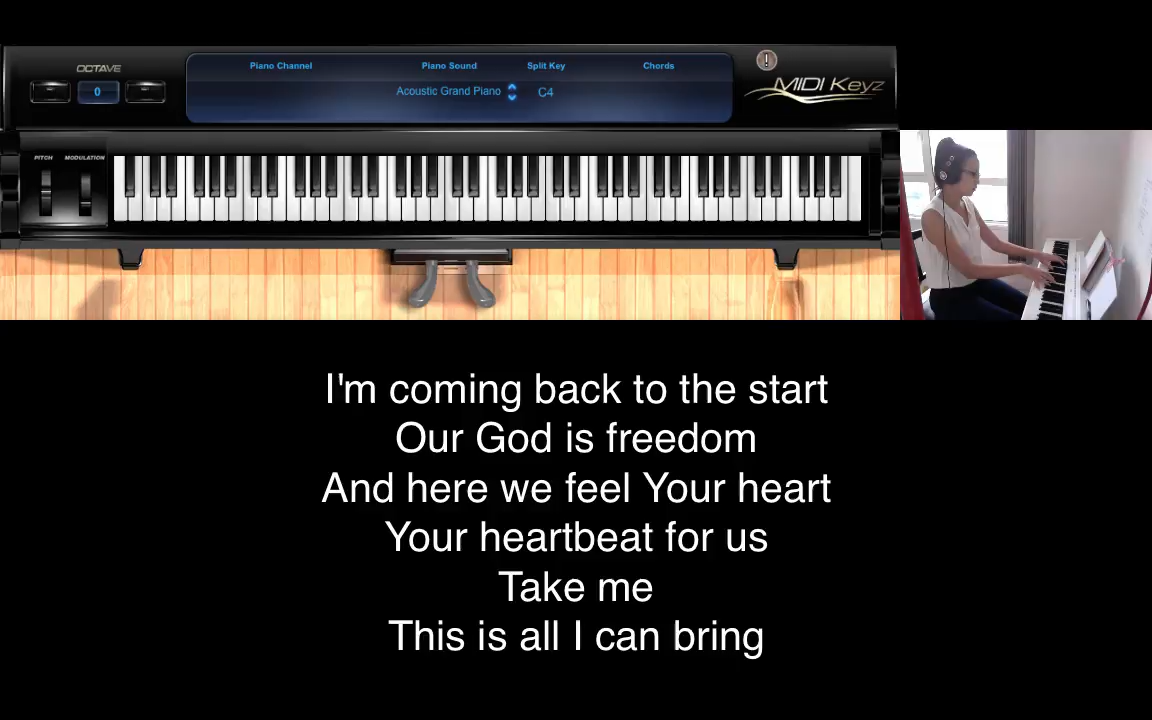 OCTAVE
0
Piano Channel
Piano Sound
Split Key
Chords
Acoustic Grand Piano
C4
!
MIDI Keyz
PITCH
MODULATION
I'm coming back to the start
Our God is freedom
And here we feel Your heart
Your heartbeat for us
Take me
This is all I can bring